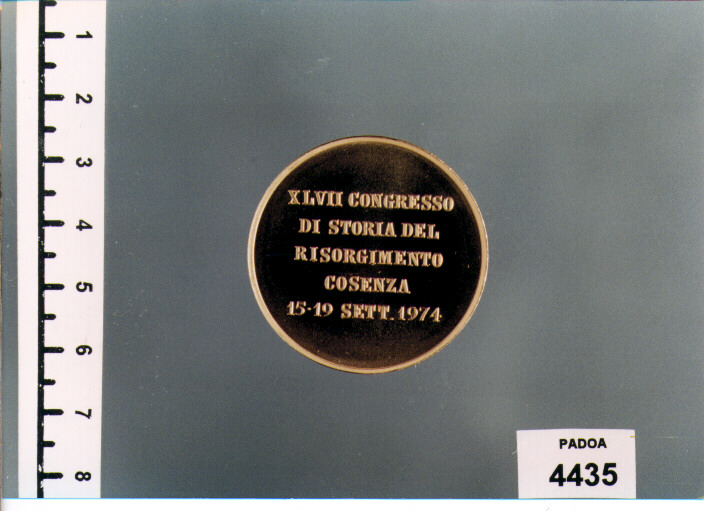 XLVII CONGRESSO
DI STORIA DEL
RISORGIMENTO
COSENZA
15-19 SETT. 1974
1
2
3
4
5
6
7
8
PADOA
4435